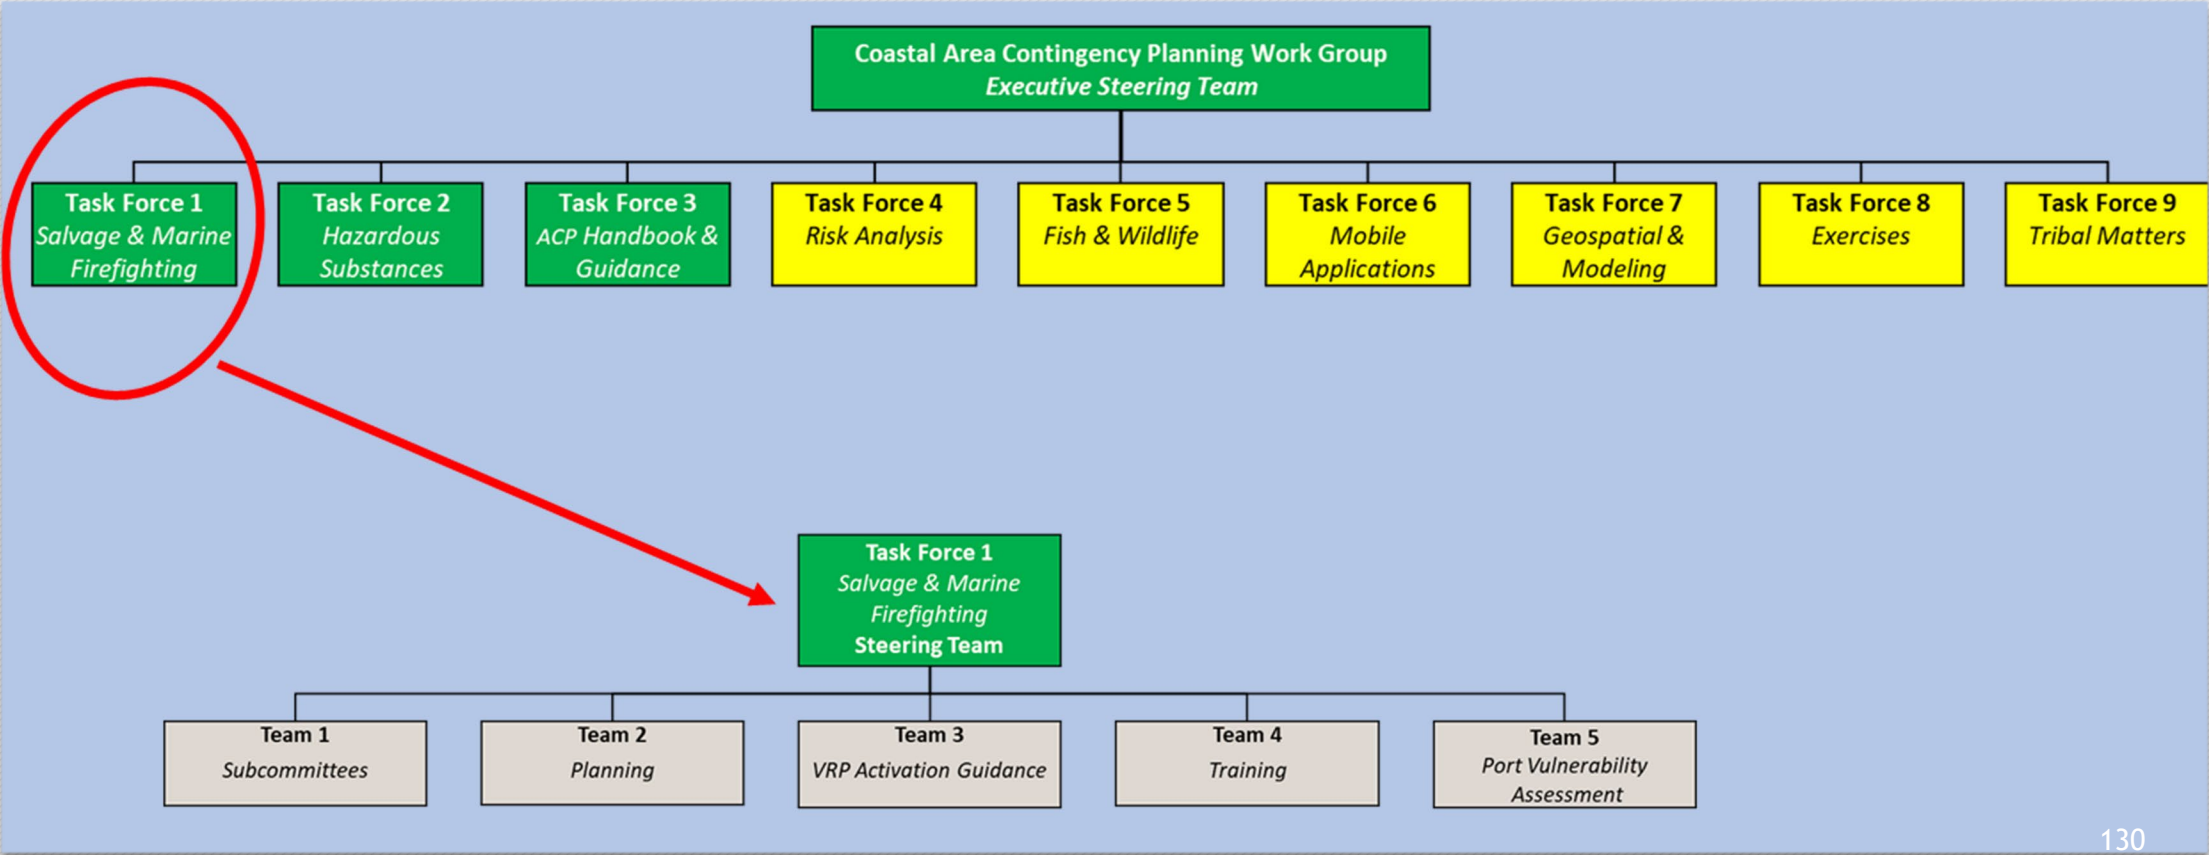 Coastal Area Contingency Planning Work Group
Executive Steering Team
Task Force 1
Salvage & Marine
Firefighting
Task Force 2
Hazardous
Substances
Task Force 3
ACP Handbook &
Guidance
Task Force 4
Risk Analysis
Task Force 5
Fish & Wildlife
Task Force 6
Mobile
Applications
Task Force 7
Geospatial &
Modeling
Task Force 8
Exercises
Task Force 9
Tribal Matters
Task Force 1
Salvage & Marine
Firefighting
Steering Team
Team 1
Subcommittees
Team 2
Planning
Team 3
VRP Activation Guidance
Team 4
Training
Team 5
Port Vulnerability
Assessment
130